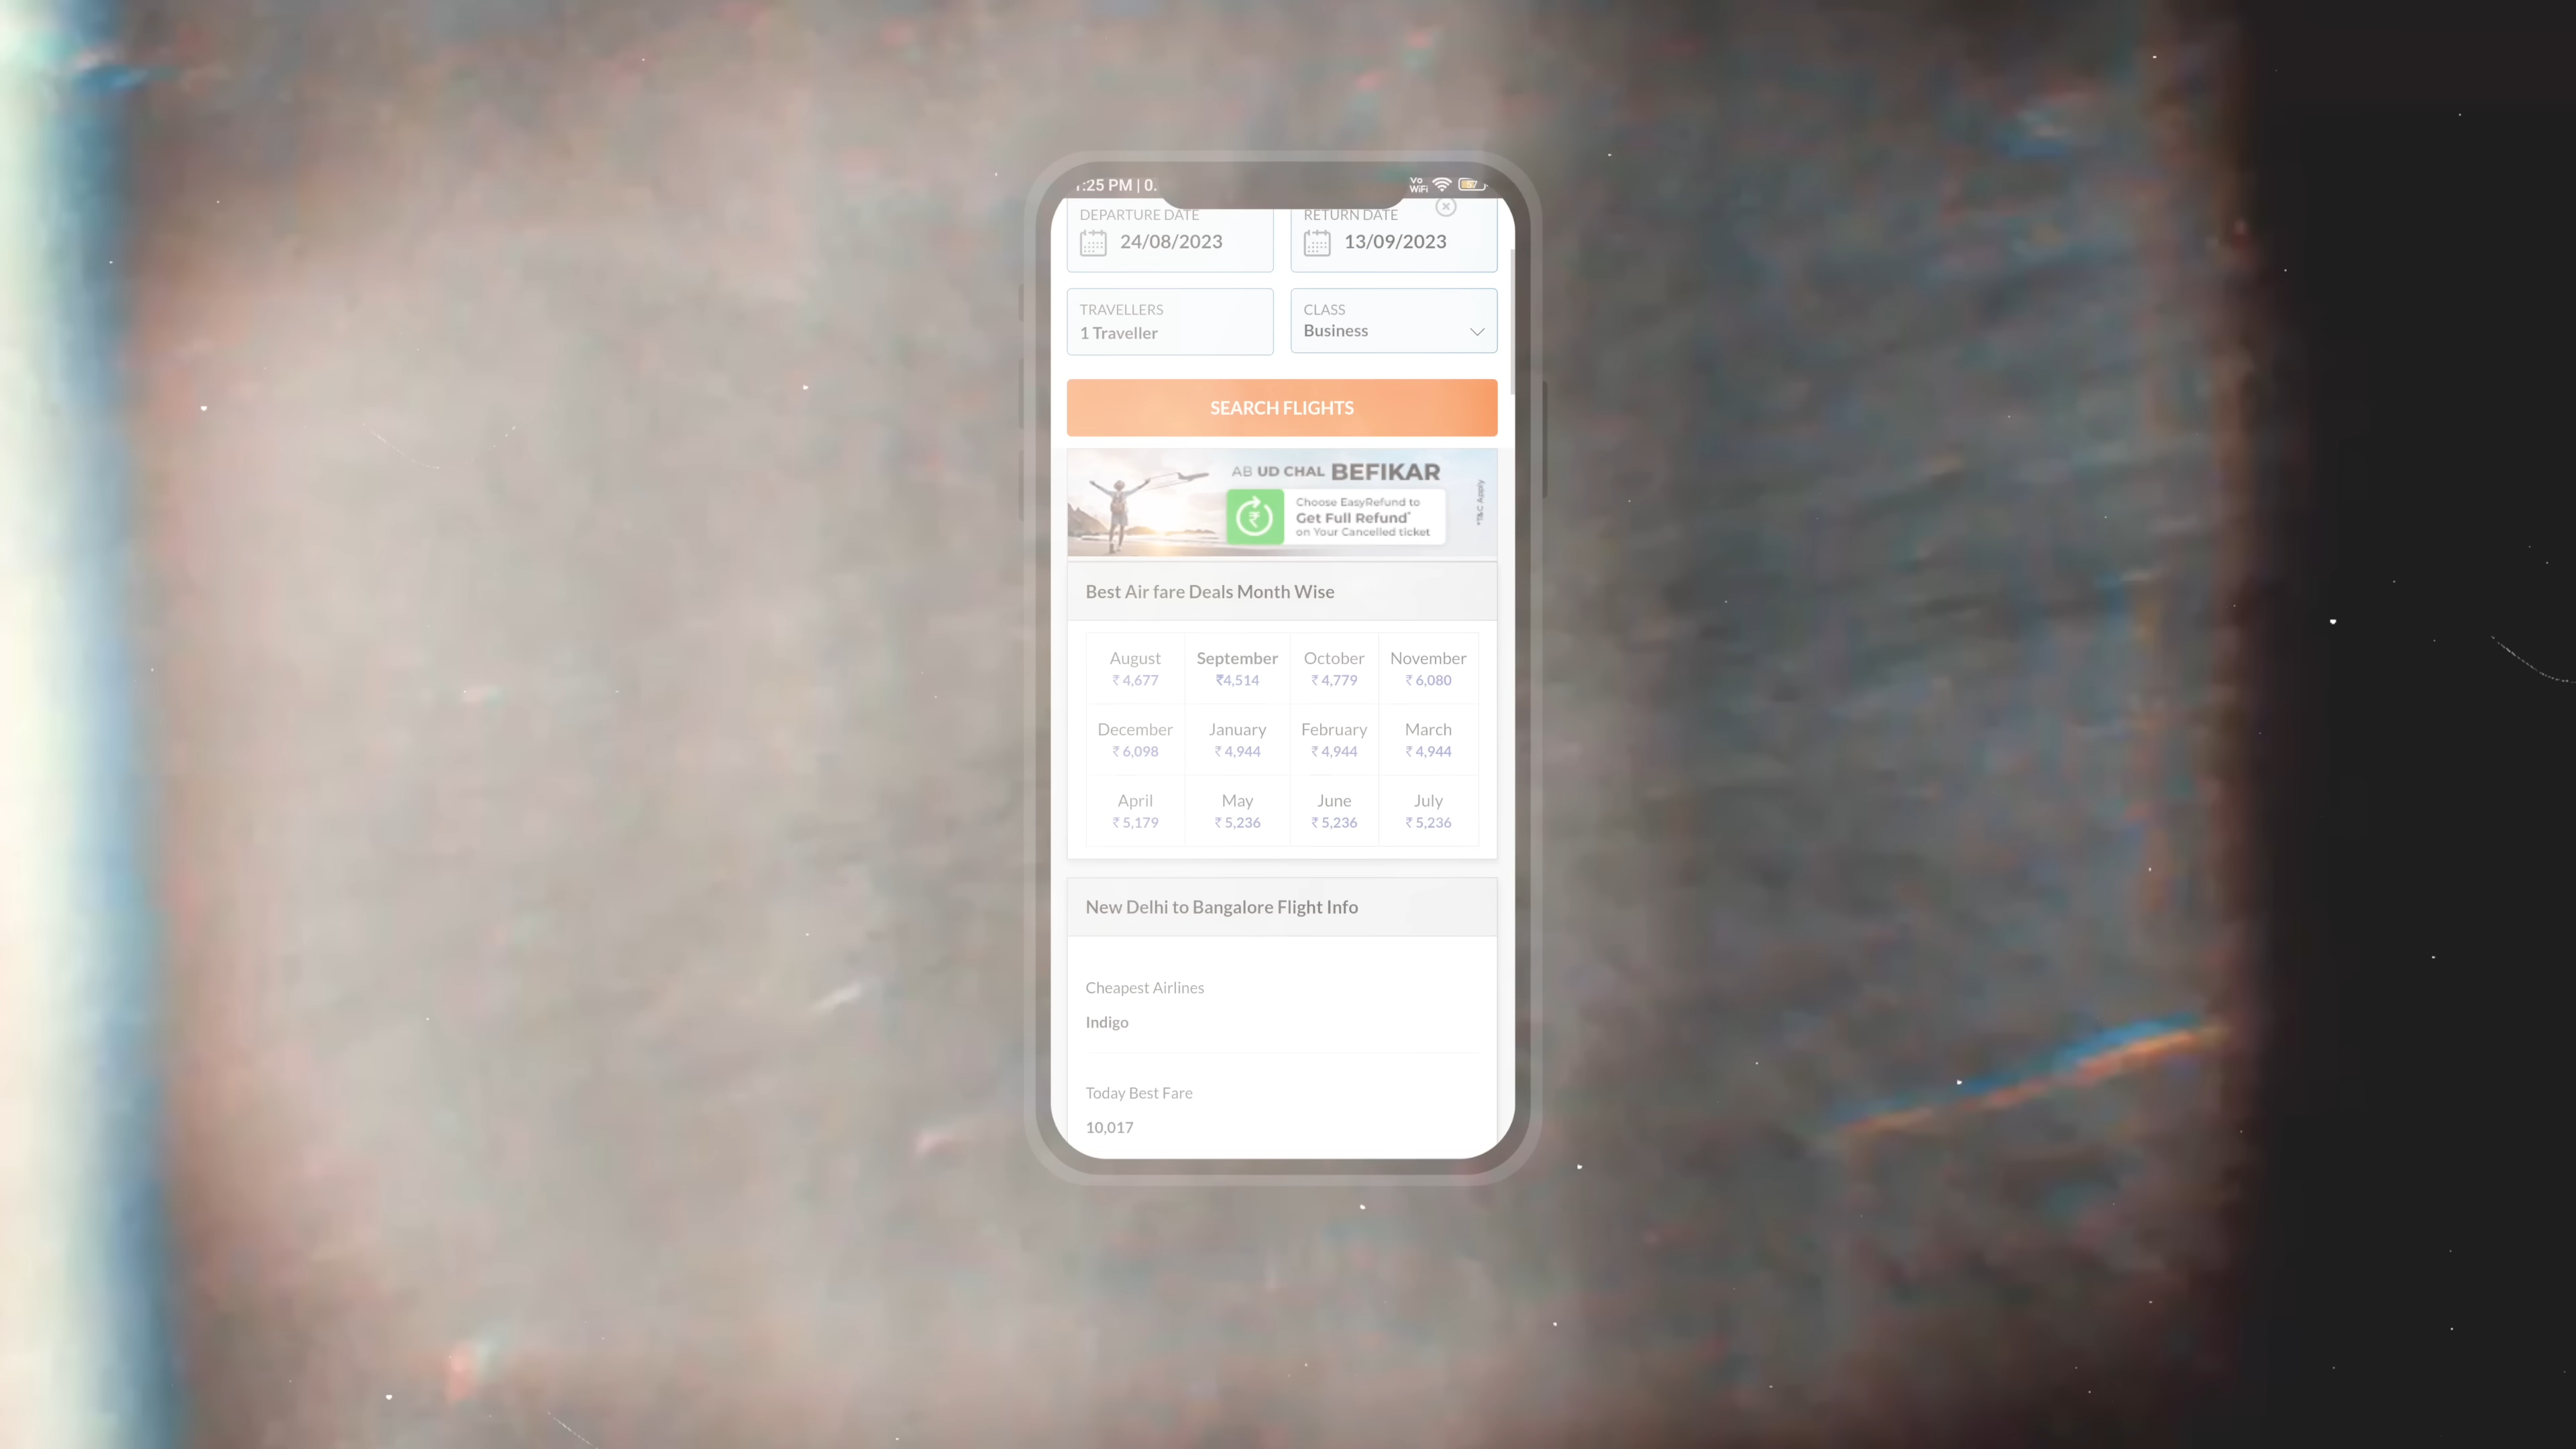 :25 PM | 0.
Vo
WiFi
57
DEPARTURE DATE
RETURN DATE
24/08/2023
13/09/2023
TRAVELLERS
CLASS
1 Traveller
Business
SEARCH FLIGHTS
AB UD CHAL BEFIKAR
Choose EasyRefund to
Get Full Refund*
on Your Cancelled ticket
*T&C Apply
Best Air fare Deals Month Wise
August September October November
₹ 4,677 ₹4,514 ₹ 4,779 ₹ 6,080
December January February March
₹ 6,098 ₹ 4,944 ₹ 4,944 ₹ 4,944
April May June July
₹ 5,179 ₹ 5,236 ₹ 5,236 ₹ 5,236
New Delhi to Bangalore Flight Info
Cheapest Airlines
Indigo
Today Best Fare
10,017